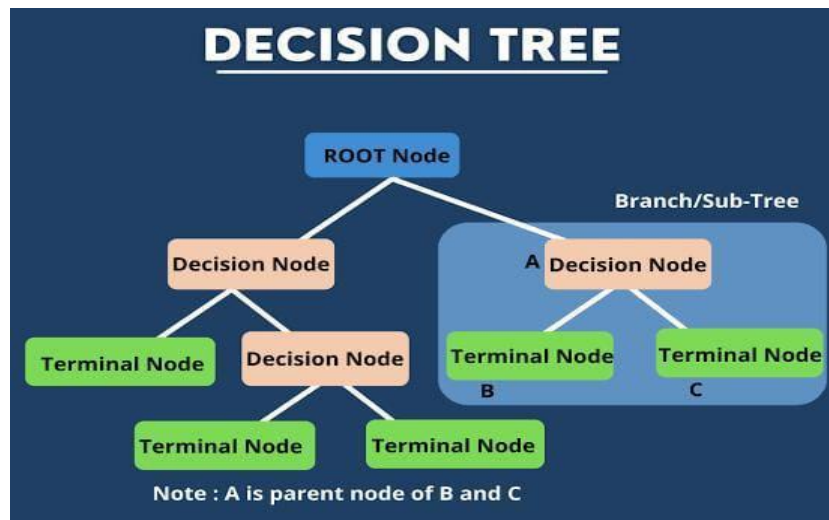 DECISION TREE
ROOT Node
Branch/Sub-Tree
Decision Node
A Decision Node
Terminal Node
Decision Node
Terminal Node
Terminal Node
B
C
Terminal Node
Terminal Node
Note : A is parent node of B and C